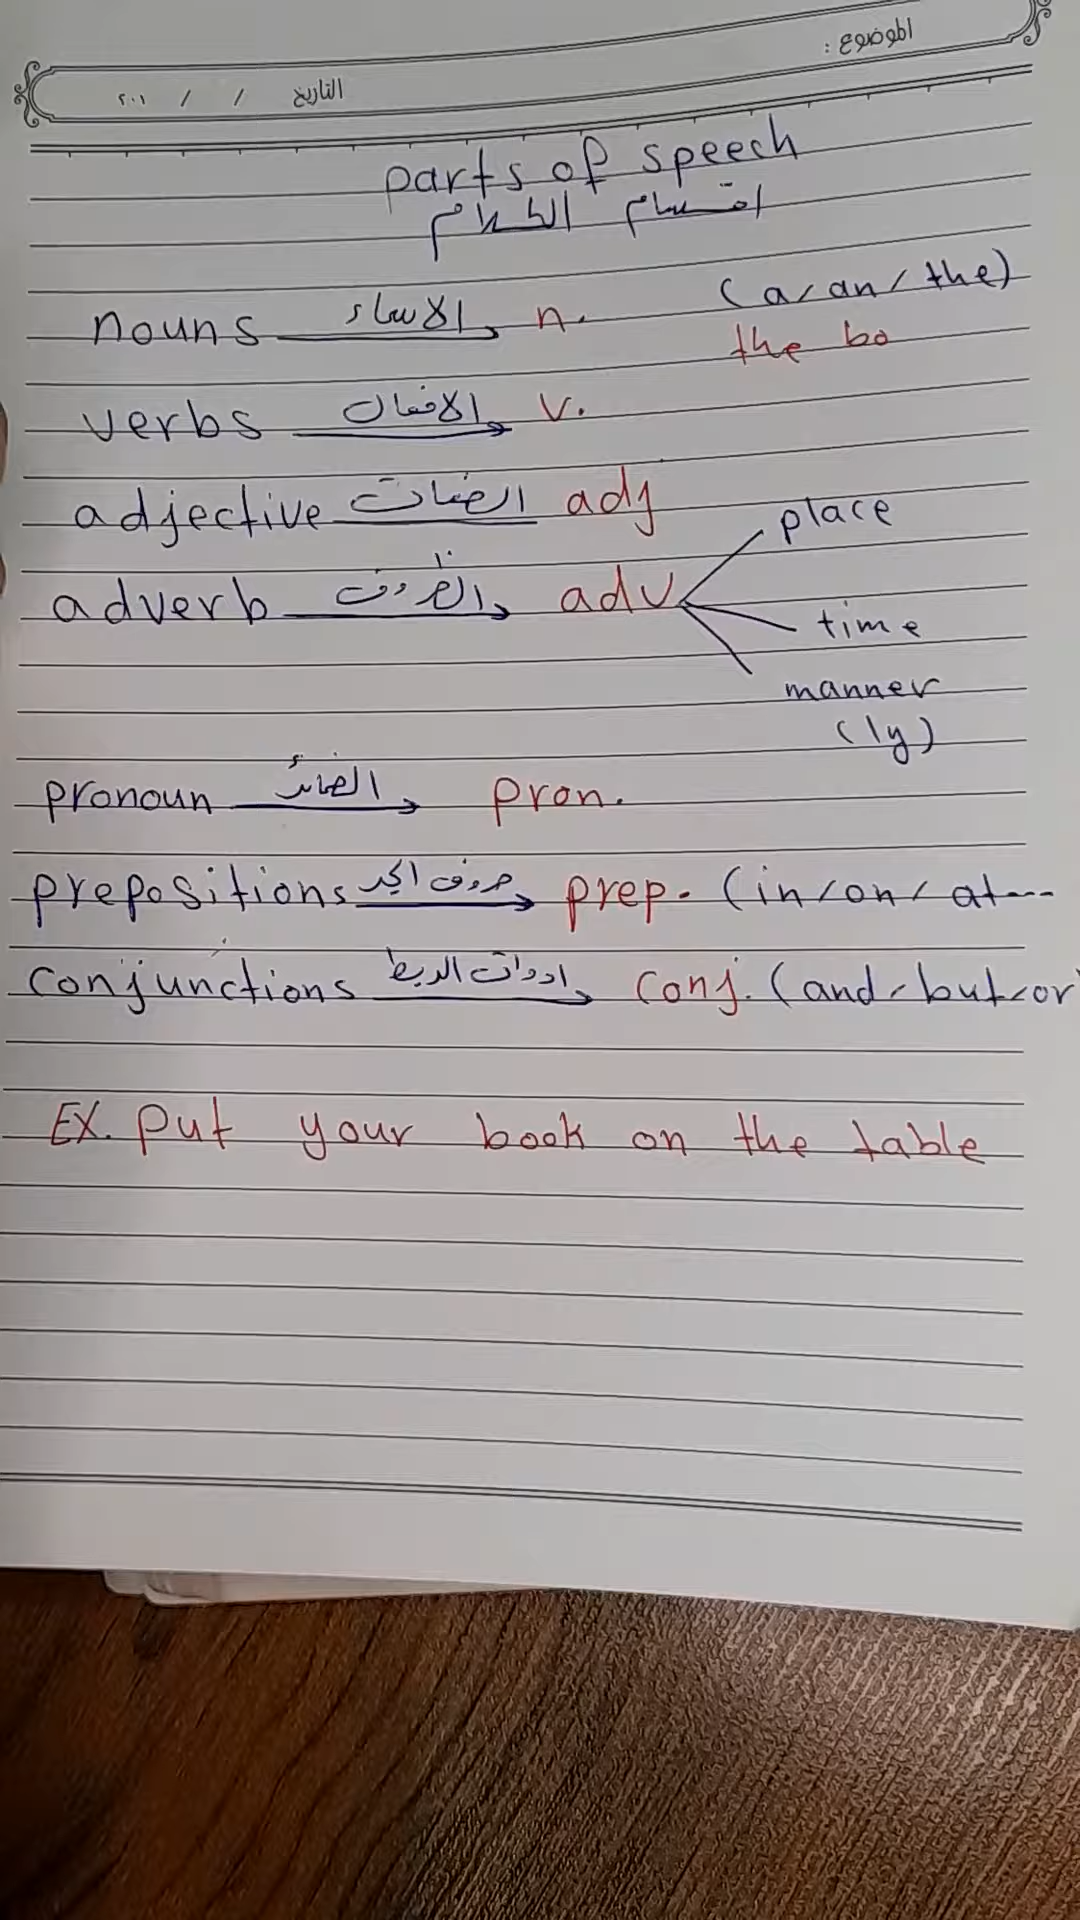 الموضوع :
التاريخ / / ٢٠١
parts of speech
اقسام الكلام
nouns الاسماء n. (a, an, the)
the bo
verbs الافعال v.
adjective الصفات adj
place
adverb الظروف adv
time
manner
(ly)
pronoun الضمائر pron.
prepositions حروف الجر prep. (in, on, at ---
conjunctions ادوات الربط conj. (and, but, or)
EX. put your book on the table